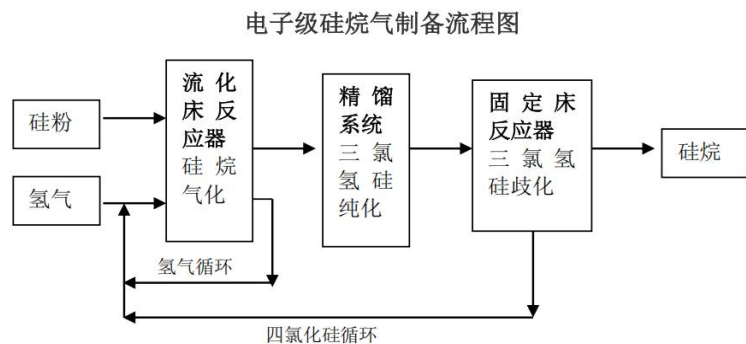 电子级硅烷气制备流程图
硅粉
氢气
流化
床反
应器
硅烷
气化
精馏
系统
三氯
氢硅
纯化
固定床
反应器
三氯氢
硅歧化
硅烷
氢气循环
四氯化硅循环